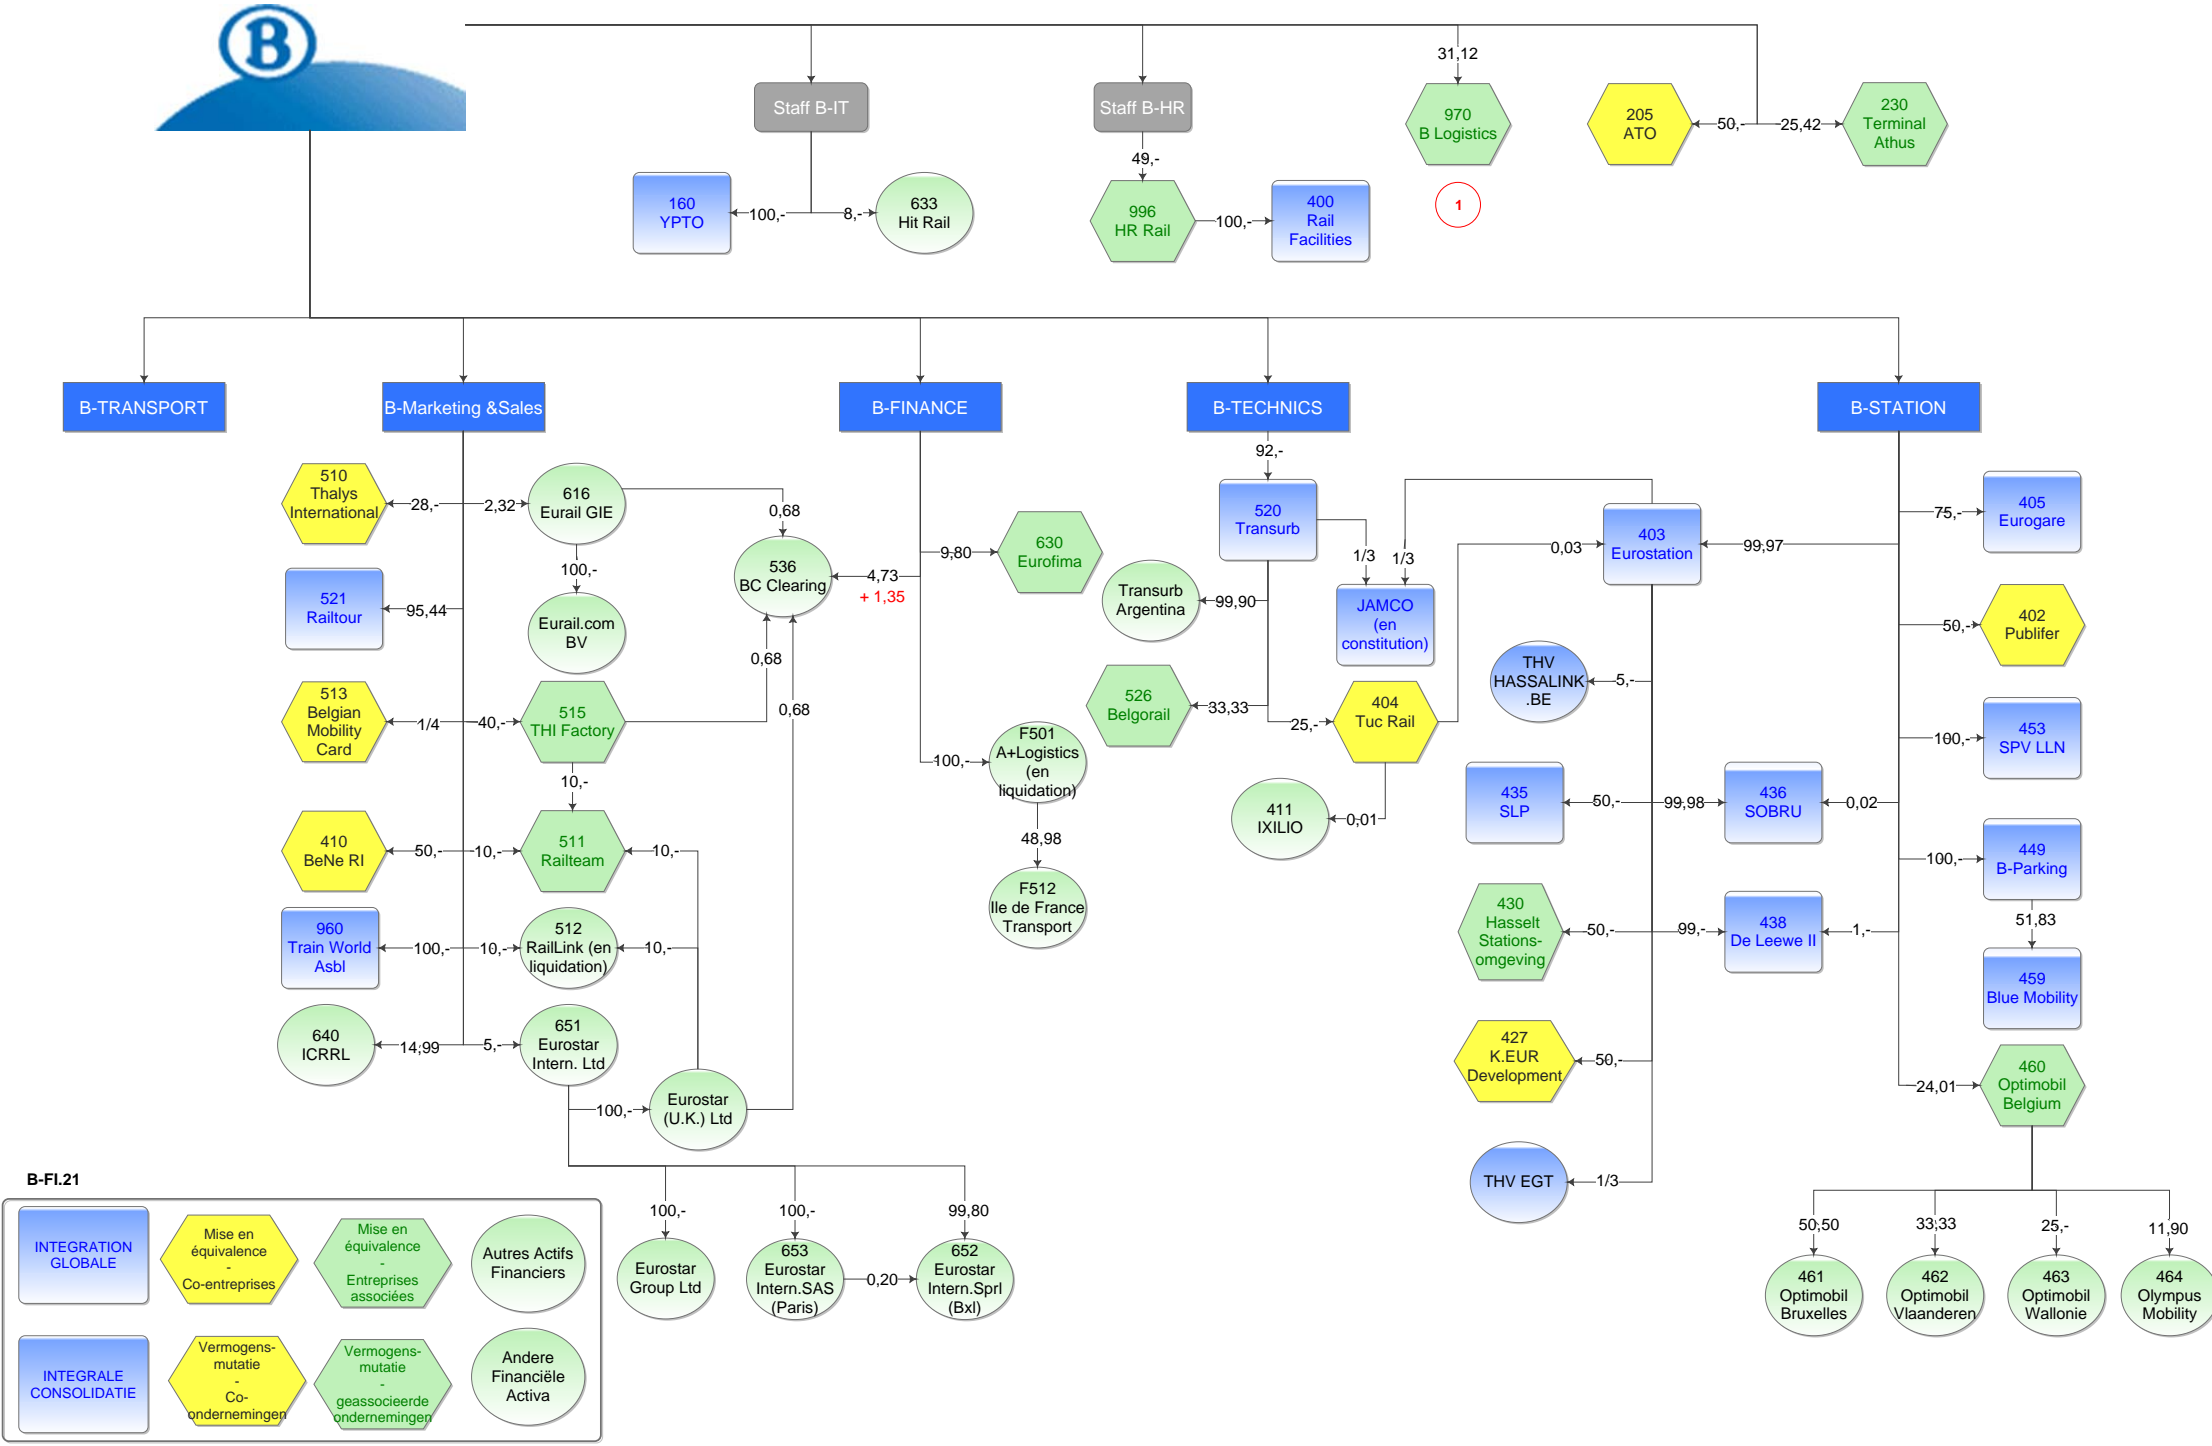 B
31,12
Staff B-IT
Staff B-HR
970
B Logistics
205
ATO
50,-
25,42
230
Terminal
Athus
49,-
160
YPTO
100,-
8,-
633
Hit Rail
996
HR Rail
100,-
400
Rail
Facilities
1
B-TRANSPORT
B-Marketing &Sales
B-FINANCE
B-TECHNICS
B-STATION
92,-
510
Thalys
International
28,-
2,32
616
Eurail GIE
0,68
100,-
536
BC Clearing
4,73
+ 1,35
9,80
630
Eurofima
520
Transurb
1/3
1/3
0,03
403
Eurostation
99,97
75,-
405
Eurogare
521
Railtour
95,44
Eurail.com
BV
0,68
0,68
Transurb
Argentina
99,90
JAMCO
(en
constitution)
THV
HASSALINK
.BE
5,-
50,-
402
Publifer
513
Belgian
Mobility
Card
1/4
40,-
515
THI Factory
10,-
526
Belgorail
33,33
25,-
404
Tuc Rail
0,01
411
IXILIO
100,-
F501
A+Logistics
(en
liquidation)
48,98
F512
Ile de France
Transport
100,-
453
SPV LLN
435
SLP
50,-
99,98
436
SOBRU
0,02
410
BeNe RI
50,-
10,-
511
Railteam
10,-
100,-
449
B-Parking
51,83
960
Train World
Asbl
100,-
10,-
512
RailLink (en
liquidation)
10,-
430
Hasselt
Stations-
omgeving
50,-
99,-
438
De Leewe II
1,-
459
Blue Mobility
640
ICRRL
14,99
5,-
651
Eurostar
Intern. Ltd
100,-
Eurostar
(U.K.) Ltd
427
K.EUR
Development
50,-
24,01
460
Optimobil
Belgium
THV EGT
1/3
100,-
100,-
99,80
Eurostar
Group Ltd
653
Eurostar
Intern.SAS
(Paris)
0,20
652
Eurostar
Intern.Sprl
(Bxl)
50,50
33,33
25,-
11,90
461
Optimobil
Bruxelles
462
Optimobil
Vlaanderen
463
Optimobil
Wallonie
464
Olympus
Mobility
B-FI.21
INTEGRATION
GLOBALE
Mise en
équivalence
-
Co-entreprises
Mise en
équivalence
-
Entreprises
associées
Autres Actifs
Financiers
INTEGRALE
CONSOLIDATIE
Vermogens-
mutatie
-
Co-
ondernemingen
Vermogens-
mutatie
-
geassocieerde
ondernemingen
Andere
Financiële
Activa